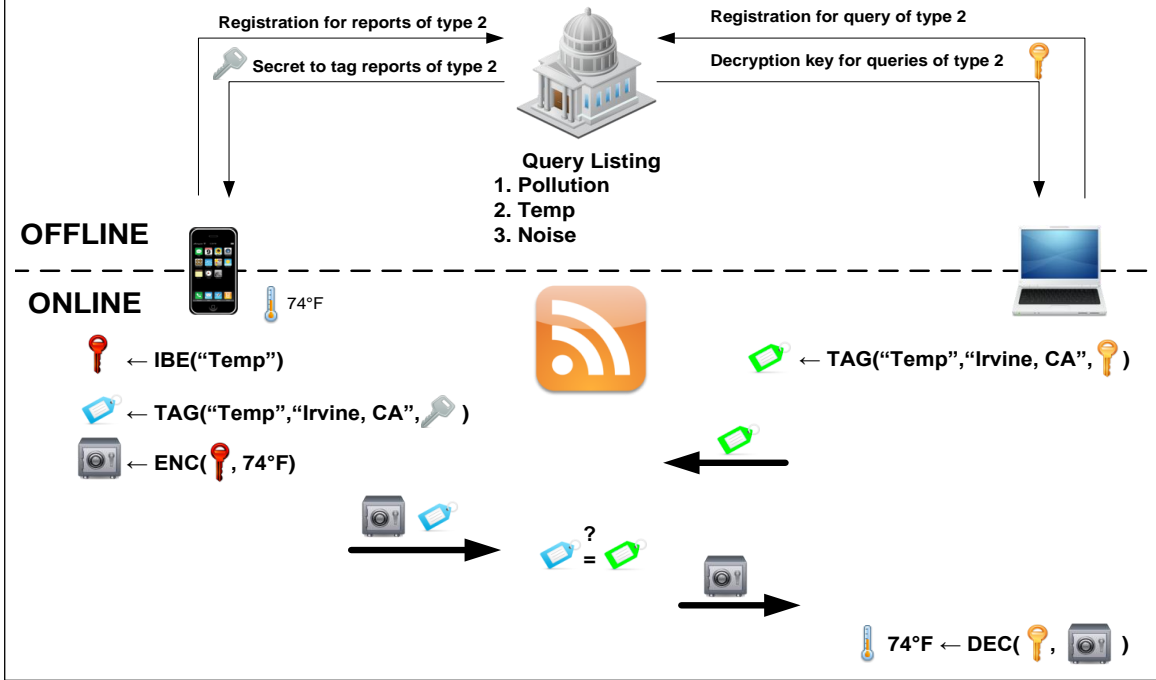 Registration for reports of type 2
Secret to tag reports of type 2
Registration for query of type 2
Decryption key for queries of type 2
Query Listing
1. Pollution
2. Temp
3. Noise
OFFLINE
ONLINE
74°F
← IBE(“Temp”)
← TAG(“Temp”,“Irvine, CA”, )
← ENC( , 74°F)
← TAG(“Temp”,“Irvine, CA”, )
?
=
74°F ← DEC( , )